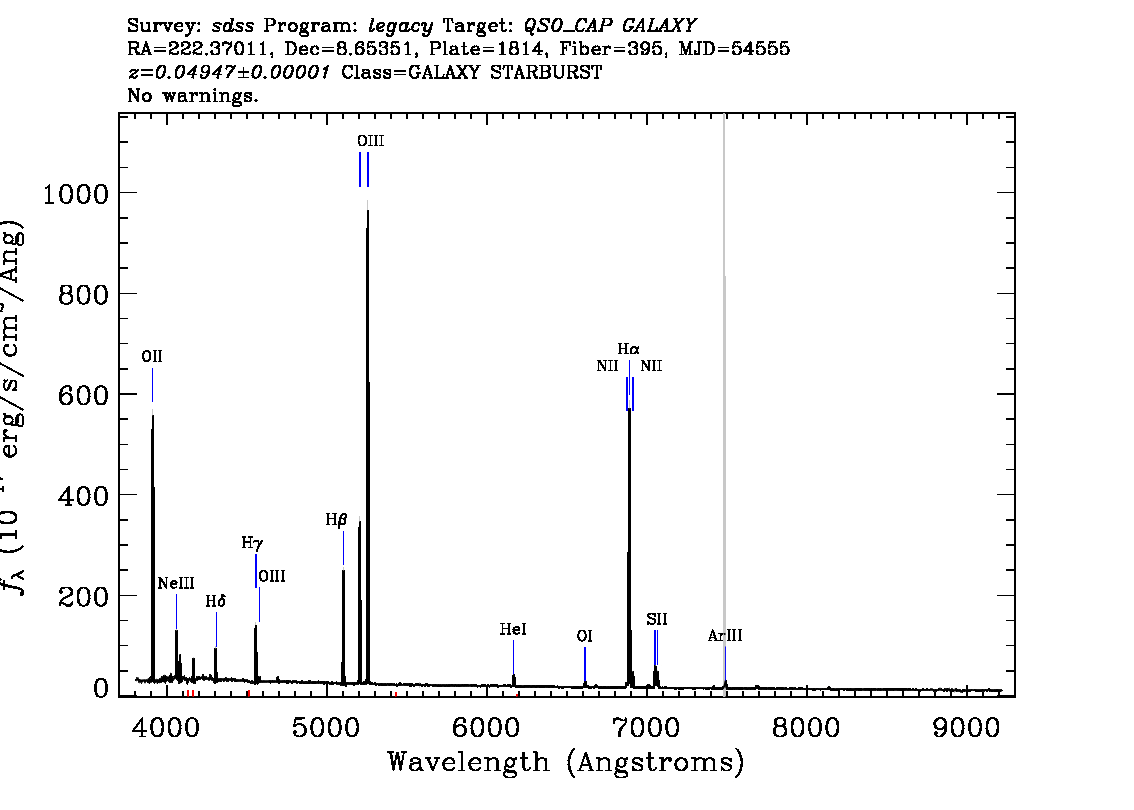 Survey: sdss Program: legacy Target: QSO_CAP GALAXY
RA=222.37011, Dec=8.65351, Plate=1814, Fiber=395, MJD=54555
z=0.04947±0.00001 Class=GALAXY STARBURST
No warnings.
OIII
1000
800
Hα
OII
NII NII
600
400
Hβ
Hγ
OIII
NeIII
200
Hδ
SII
HeI
OI
ArIII
0
4000 5000 6000 7000 8000 9000
Wavelength (Angstroms)
f_λ (10 erg/s/cm /Ang)